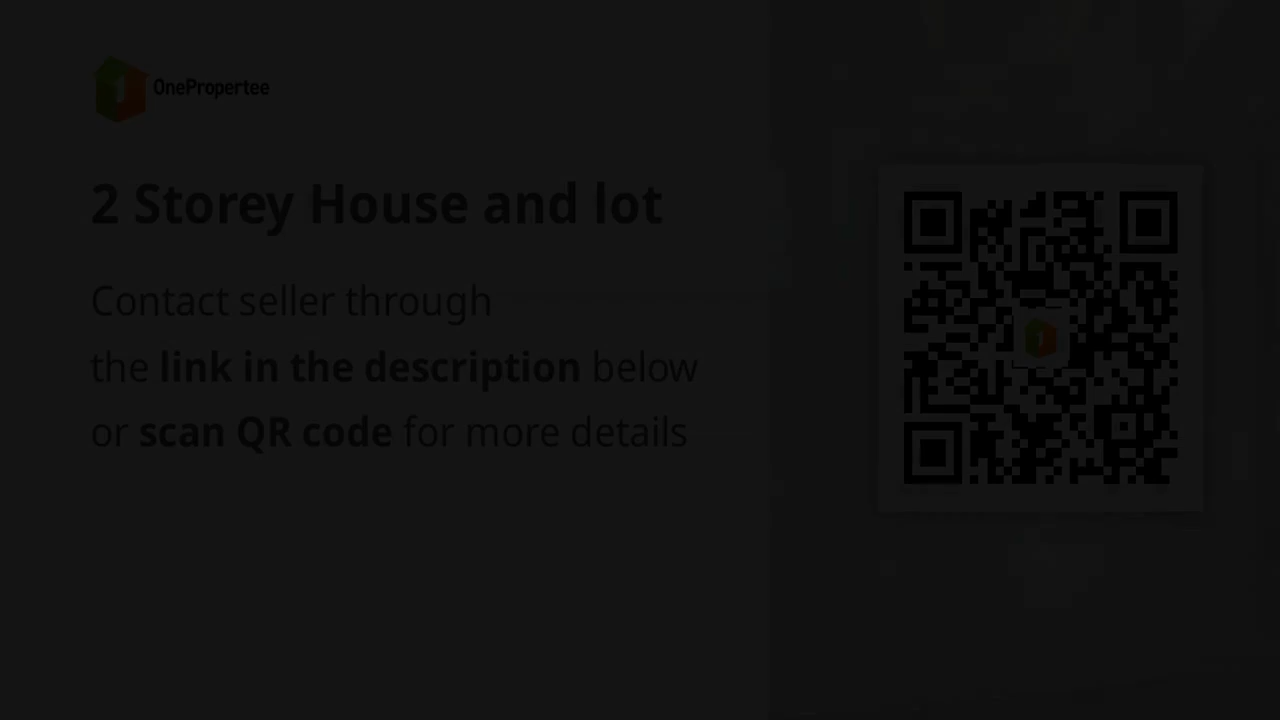 OnePropertee
2 Storey House and lot
Contact seller through
the link in the description below
or scan QR code for more details